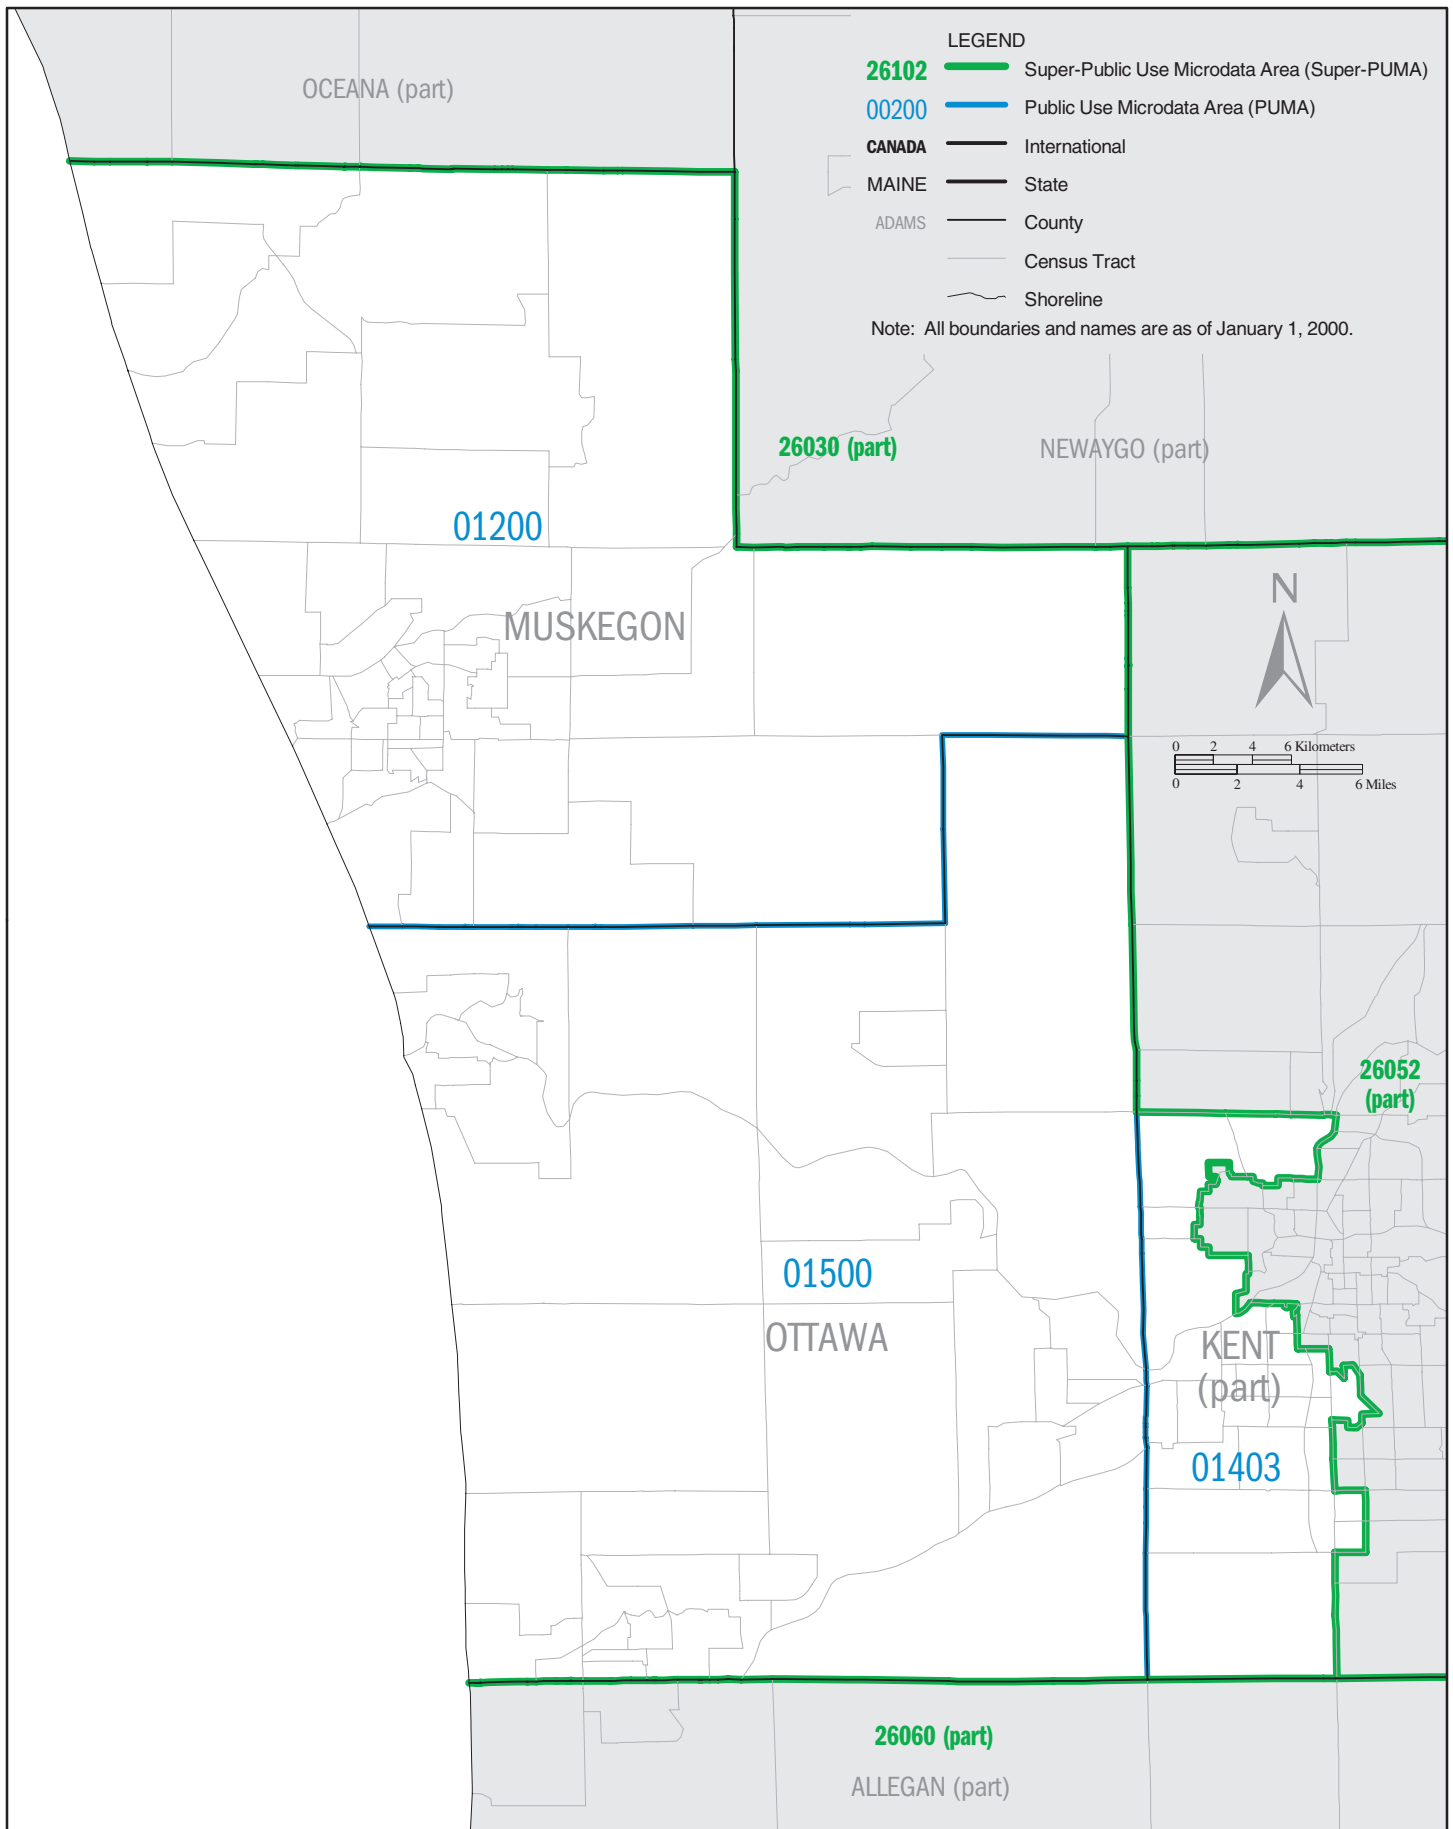 LEGEND
26102 Super-Public Use Microdata Area (Super-PUMA)
00200 Public Use Microdata Area (PUMA)
CANADA International
MAINE State
ADAMS County
Census Tract
Shoreline
Note: All boundaries and names are as of January 1, 2000.
OCEANA (part)
26030 (part)
NEWAYGO (part)
01200
MUSKEGON
N
0 2 4 6 Kilometers
0 2 4 6 Miles
26052
(part)
01500
OTTAWA
KENT
(part)
01403
26060 (part)
ALLEGAN (part)